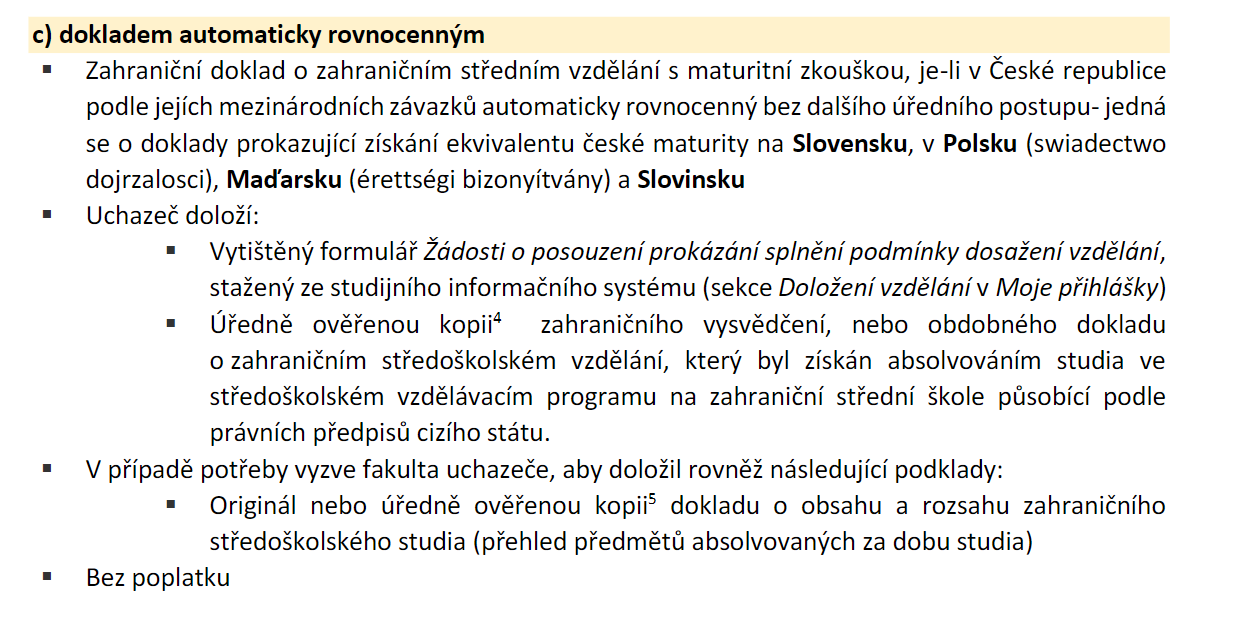 c) dokladem automaticky rovnocenným
▪ Zahraniční doklad o zahraničním středním vzdělání s maturitní zkouškou, je-li v České republice
podle jejích mezinárodních závazků automaticky rovnocenný bez dalšího úředního postupu- jedná
se o doklady prokazující získání ekvivalentu české maturity na Slovensku, v Polsku (swiadectwo
dojrzalosci), Maďarsku (érettségi bizonyítvány) a Slovinsku
▪ Uchazeč doloží:
▪ Vytištěný formulář Žádosti o posouzení prokázání splnění podmínky dosažení vzdělání,
stažený ze studijního informačního systému (sekce Doložení vzdělání v Moje přihlášky)
▪ Úředně ověřenou kopii⁴ zahraničního vysvědčení, nebo obdobného dokladu
o zahraničním středoškolském vzdělání, který byl získán absolvováním studia ve
středoškolském vzdělávacím programu na zahraniční střední škole působící podle
právních předpisů cizího státu.
▪ V případě potřeby vyzve fakulta uchazeče, aby doložil rovněž následující podklady:
▪ Originál nebo úředně ověřenou kopii⁵ dokladu o obsahu a rozsahu zahraničního
středoškolského studia (přehled předmětů absolvovaných za dobu studia)
▪ Bez poplatku